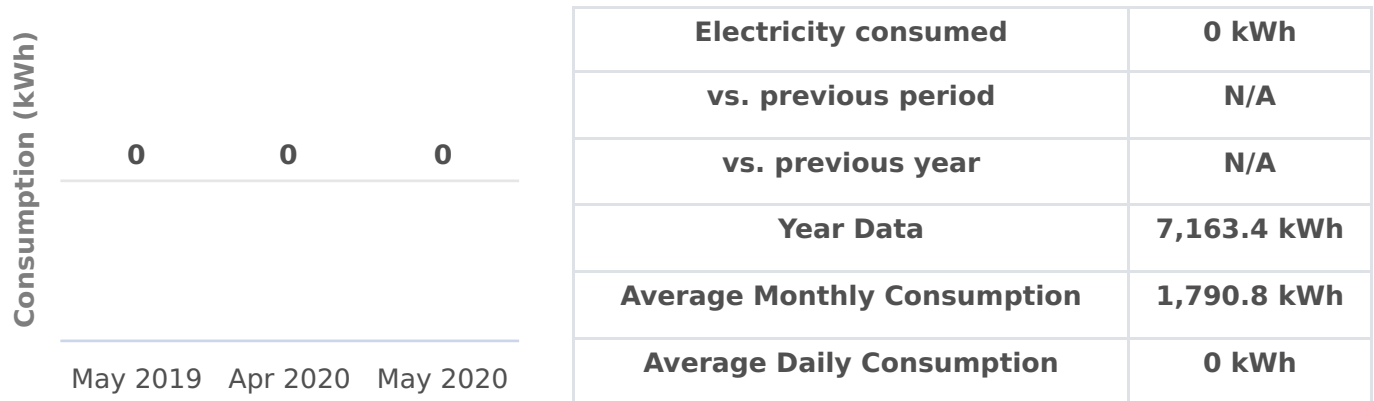 Consumption (kWh)
0 0 0
May 2019 Apr 2020 May 2020
Electricity consumed 0 kWh
vs. previous period N/A
vs. previous year N/A
Year Data 7,163.4 kWh
Average Monthly Consumption 1,790.8 kWh
Average Daily Consumption 0 kWh